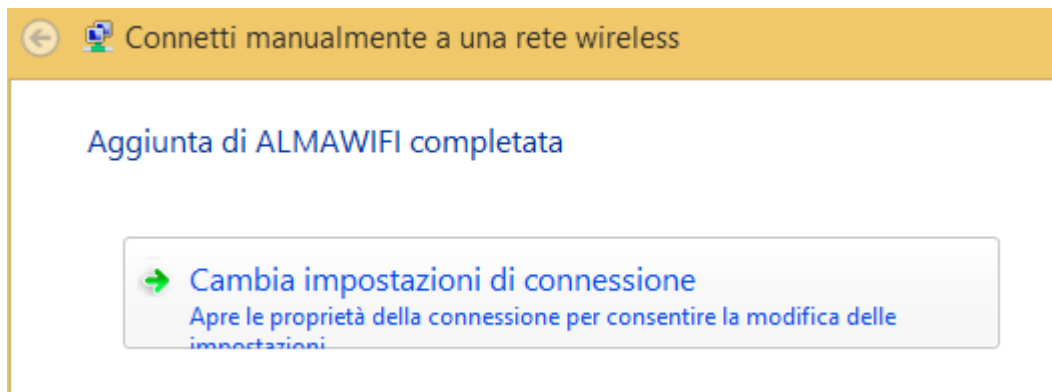 Connetti manualmente a una rete wireless
Aggiunta di ALMAWIFI completata
Cambia impostazioni di connessione
Apre le proprietà della connessione per consentire la modifica delle
impostazioni